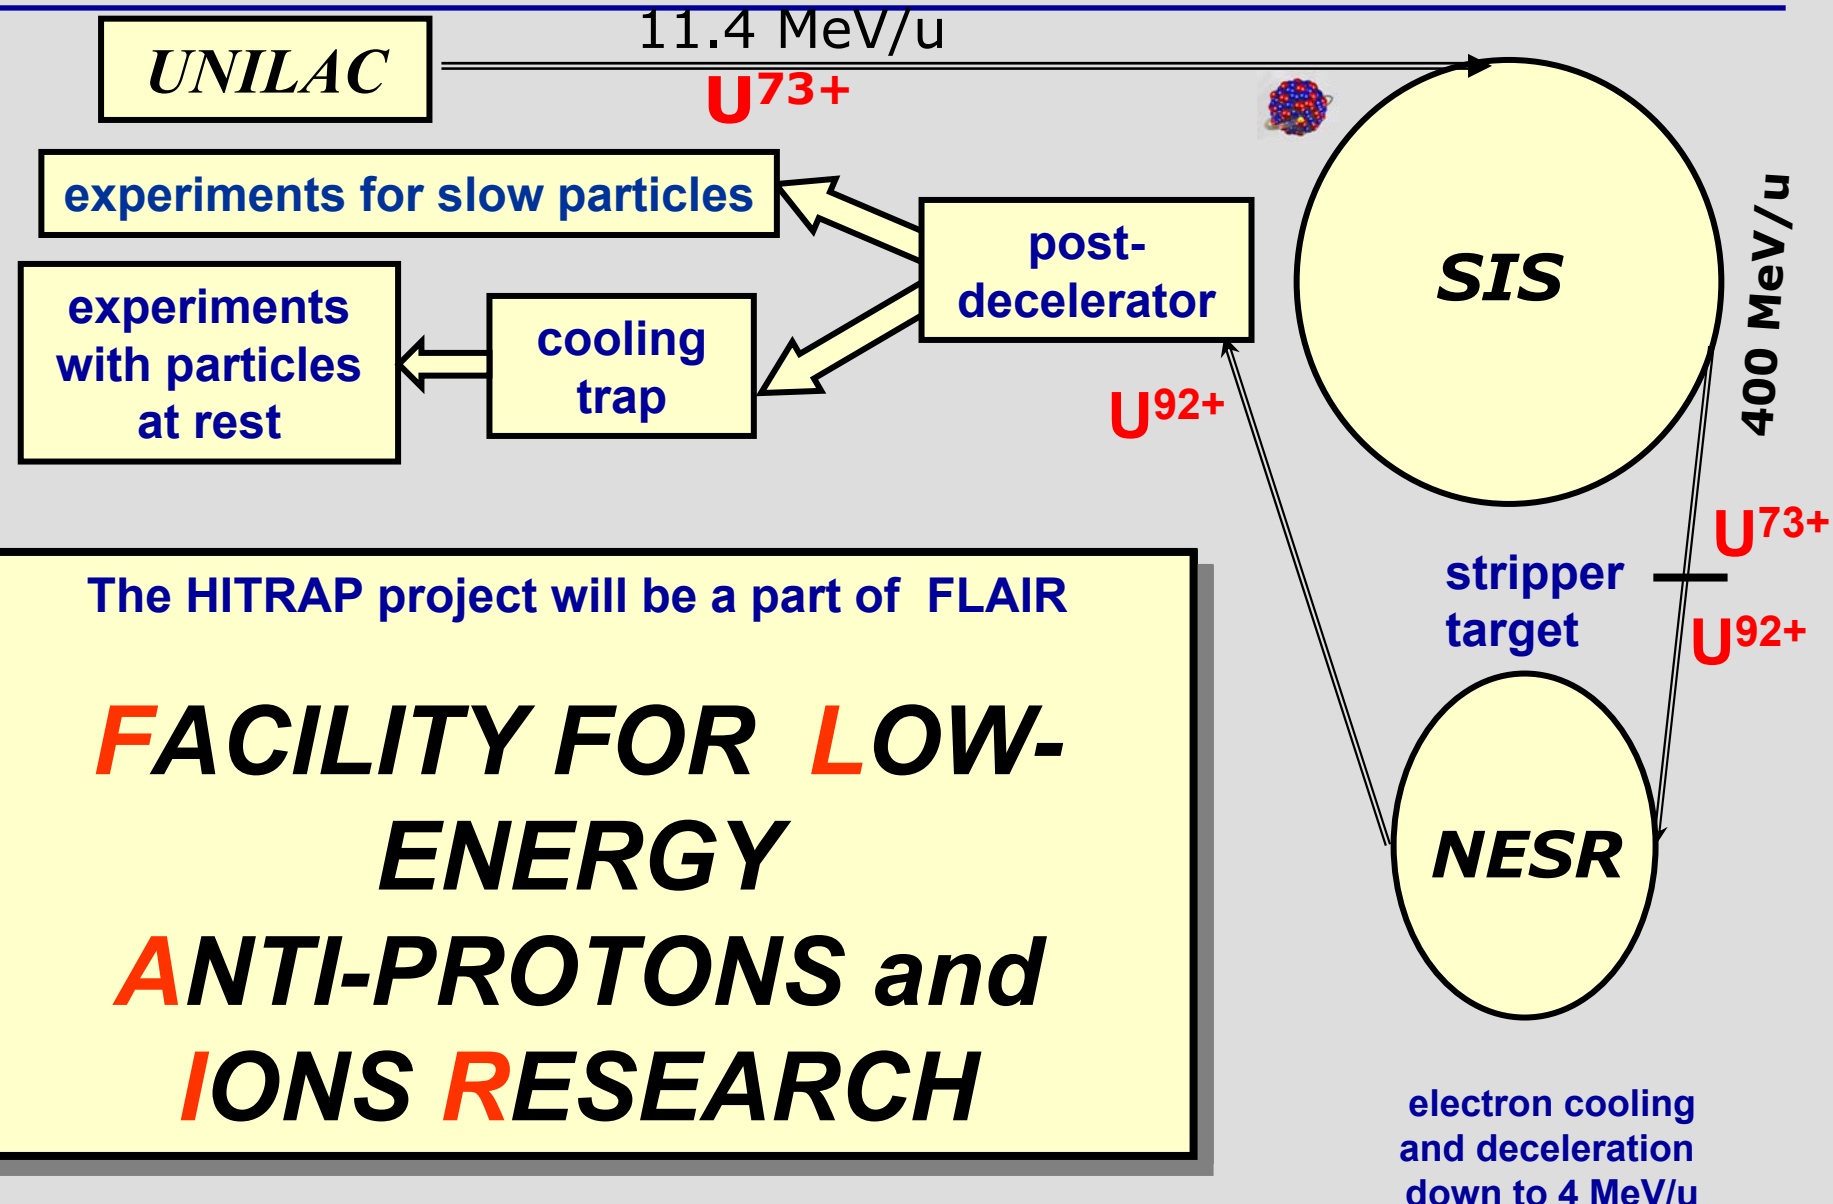 11.4 MeV/u
UNILAC
U73+
experiments for slow particles
post-
decelerator
SIS
400 MeV/u
experiments
with particles
at rest
cooling
trap
U92+
U73+
stripper
target
U92+
The HITRAP project will be a part of FLAIR
FACILITY FOR LOW-
ENERGY
ANTI-PROTONS and
IONS RESEARCH
NESR
electron cooling
and deceleration
down to 4 MeV/u